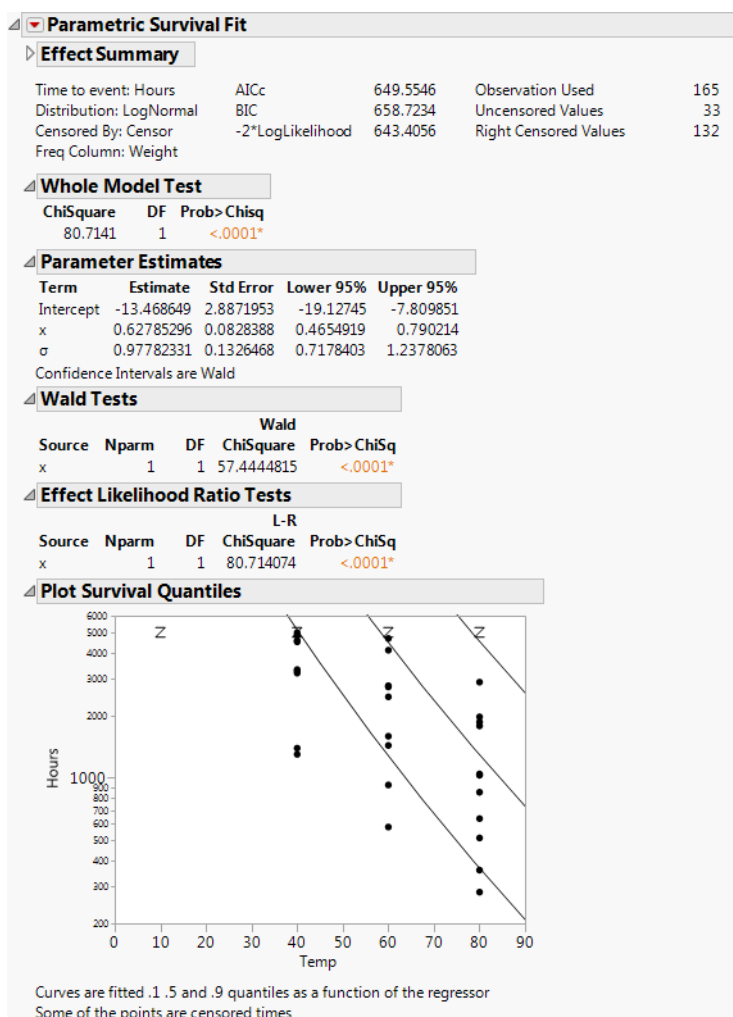 Parametric Survival Fit
Effect Summary
Time to event: Hours AICc 649.5546 Observation Used 165
Distribution: LogNormal BIC 658.7234 Uncensored Values 33
Censored By: Censor -2*LogLikelihood 643.4056 Right Censored Values 132
Freq Column: Weight
Whole Model Test
ChiSquare DF Prob>Chisq
80.7141 1 <.0001*
Parameter Estimates
Term Estimate Std Error Lower 95% Upper 95%
Intercept -13.468649 2.8871953 -19.12745 -7.809851
x 0.62785296 0.0828388 0.4654919 0.790214
σ 0.97782331 0.1326468 0.7178403 1.2378063
Confidence Intervals are Wald
Wald Tests
Wald
Source Nparm DF ChiSquare Prob>ChiSq
x 1 1 57.4444815 <.0001*
Effect Likelihood Ratio Tests
L-R
Source Nparm DF ChiSquare Prob>ChiSq
x 1 1 80.714074 <.0001*
Plot Survival Quantiles
6000
5000
4000
3000
2000
1000
900
800
700
600
500
400
300
200
Hours
Z Z Z Z
0 10 20 30 40 50 60 70 80 90
Temp
Curves are fitted .1 .5 and .9 quantiles as a function of the regressor
Some of the points are censored times